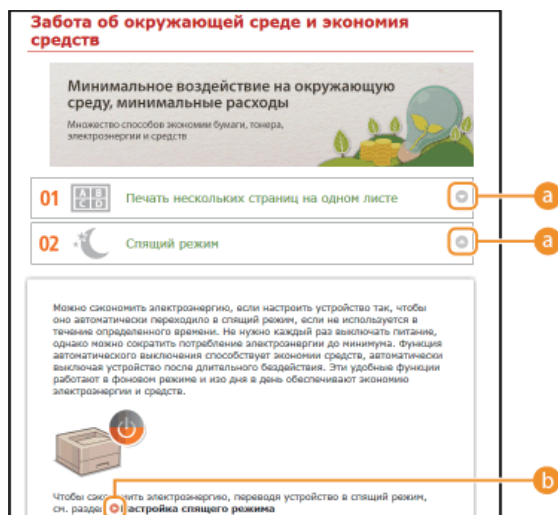 Забота об окружающей среде и экономия
средств
Минимальное воздействие на окружающую
среду, минимальные расходы
Множество способов экономии бумаги, тонера,
электроэнергии и средств
01 A B C D Печать нескольких страниц на одном листе a
02 Спящий режим a
Можно сэкономить электроэнергию, если настроить устройство так, чтобы
оно автоматически переходило в спящий режим, если не используется в
течение определенного времени. Не нужно каждый раз выключать питание,
однако можно сократить потребление электроэнергии до минимума. Функция
автоматического выключения способствует экономии средств, автоматически
выключая устройство после длительного бездействия. Эти удобные функции
работают в фоновом режиме и изо дня в день обеспечивают экономию
электроэнергии и средств.
b
Чтобы электроэнергию, переводя устройство в спящий режим,
см. Настройка спящего режима